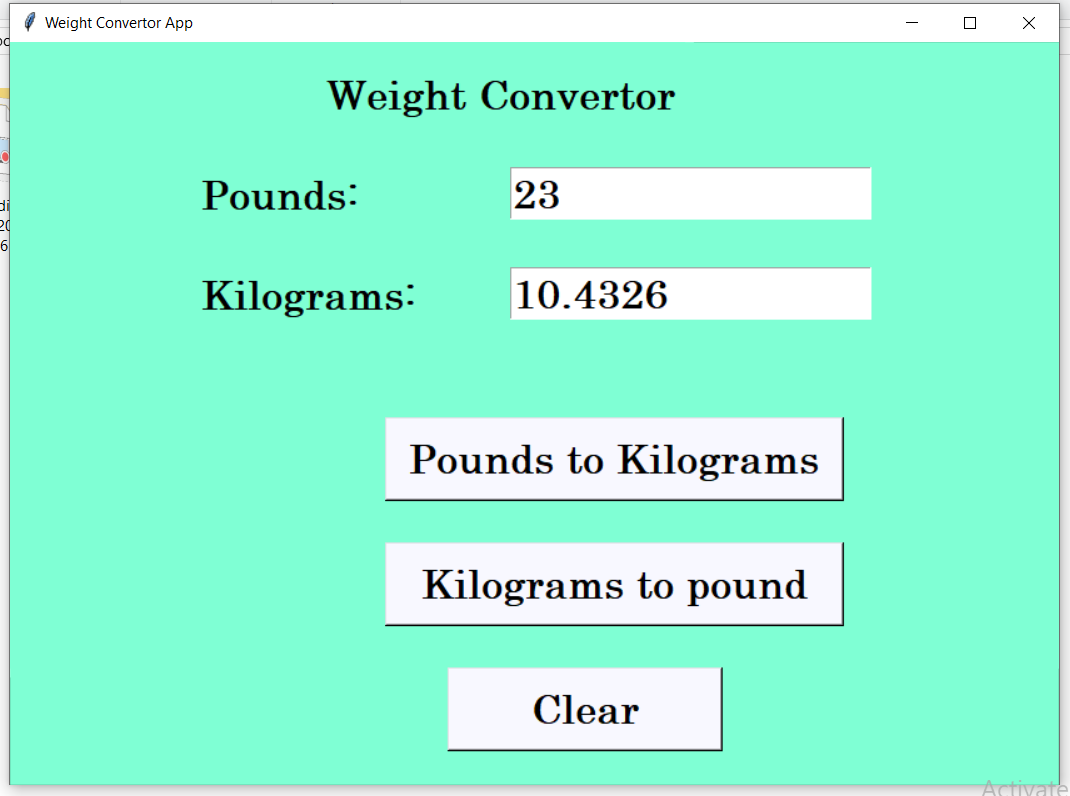 Weight Convertor App
Weight Convertor
Pounds:
23
Kilograms:
10.4326
Pounds to Kilograms
Kilograms to pound
Clear
Activate